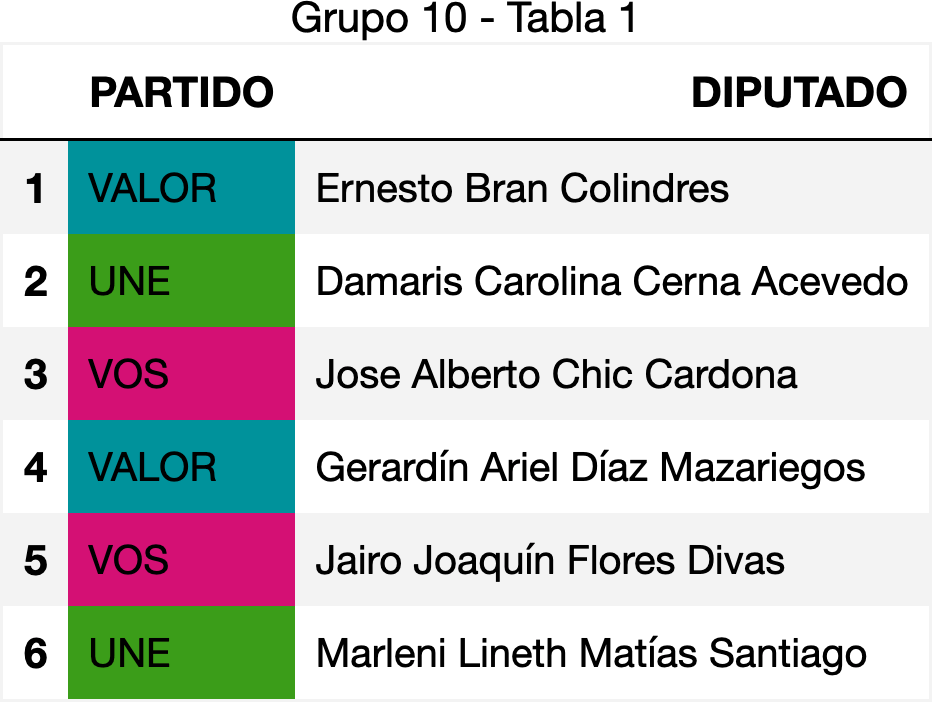 Grupo 10 - Tabla 1
PARTIDO DIPUTADO
1 VALOR Ernesto Bran Colindres
2 UNE Damaris Carolina Cerna Acevedo
3 VOS Jose Alberto Chic Cardona
4 VALOR Gerardín Ariel Díaz Mazariegos
5 VOS Jairo Joaquín Flores Divas
6 UNE Marleni Lineth Matías Santiago